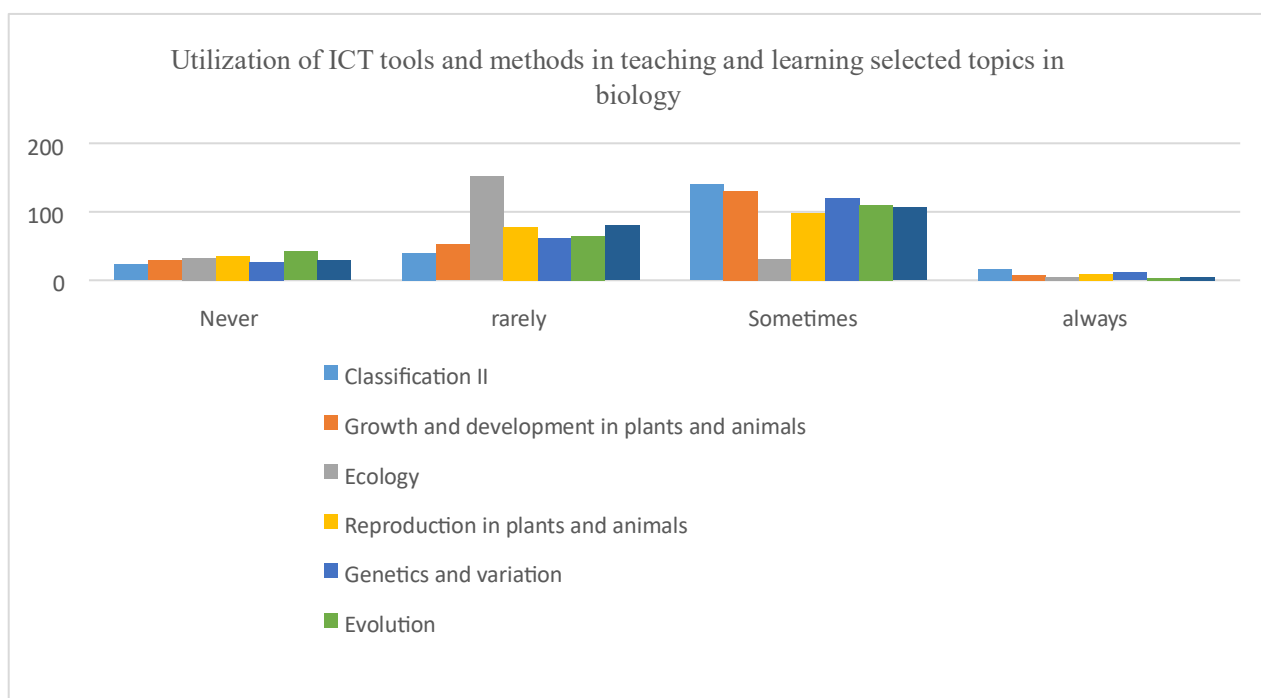 Utilization of ICT tools and methods in teaching and learning selected topics in
biology
200
100
0
Never rarely Sometimes always
Classification II
Growth and development in plants and animals
Ecology
Reproduction in plants and animals
Genetics and variation
Evolution